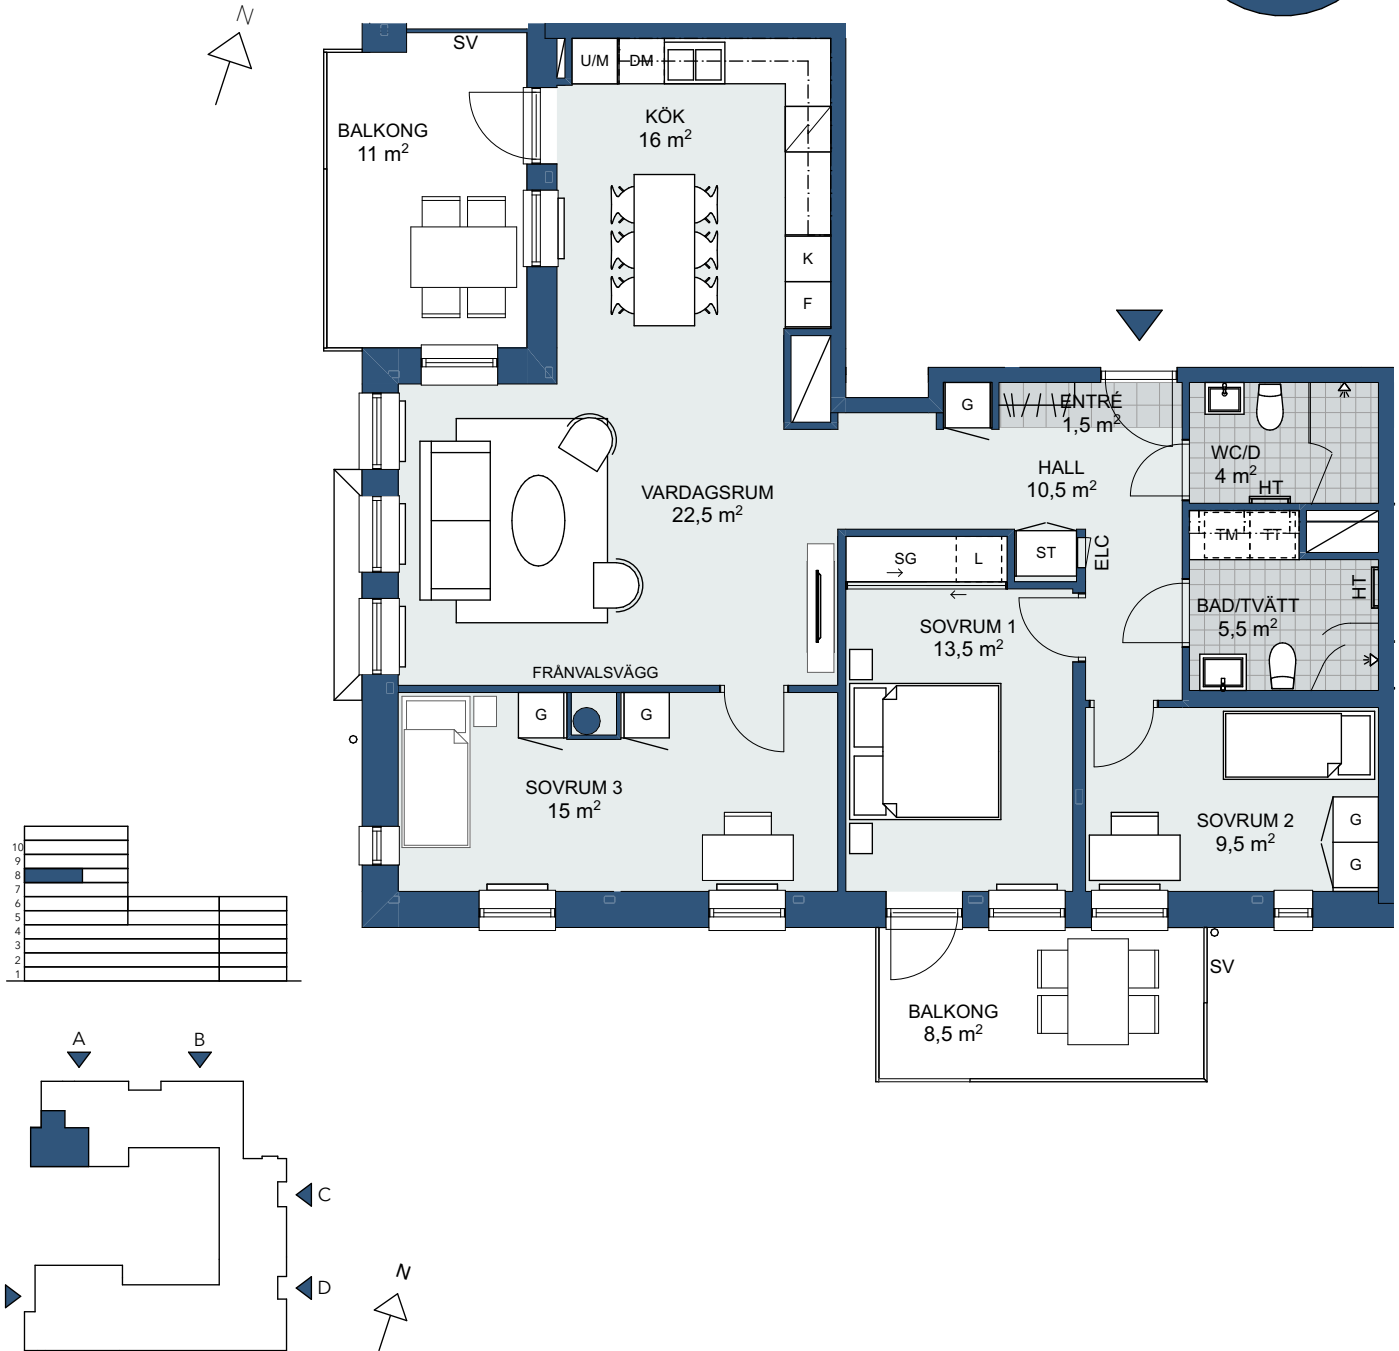 N
SV
U/M
DM
KÖK
16 m²
BALKONG
11 m²
K
F
G
ENTRÉ
1,5 m²
WC/D
4 m²
HT
HALL
10,5 m²
VARDAGSRUM
22,5 m²
TM
TT
SG
L
ST
ELC
HT
BAD/TVÄTT
5,5 m²
SOVRUM 1
13,5 m²
FRÅNVALSVÄGG
G
G
SOVRUM 3
15 m²
SOVRUM 2
9,5 m²
G
G
10
9
8
7
6
5
4
3
2
1
SV
BALKONG
8,5 m²
A
B
C
D
N